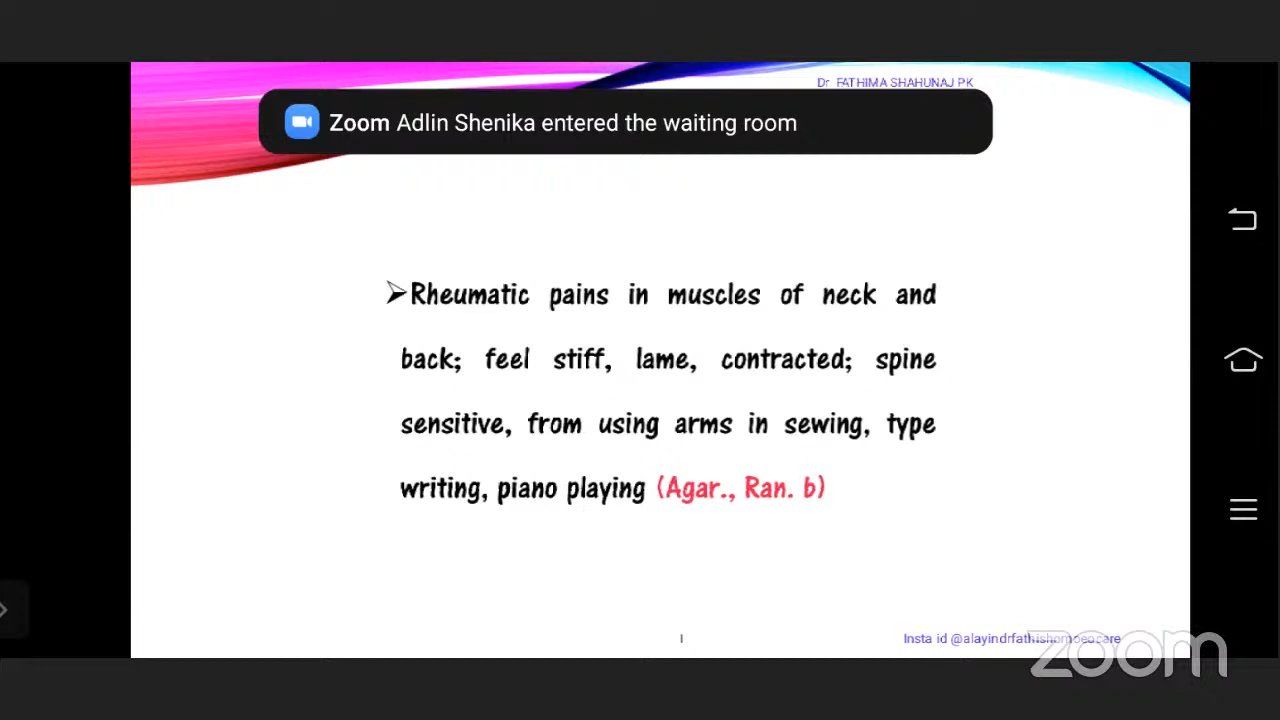 Dr FATHIMA SHAHUNAJ PK
Zoom Adlin Shenika entered the waiting room
➢Rheumatic pains in muscles of neck and
back; feel stiff, lame, contracted; spine
sensitive, from using arms in sewing, type
writing, piano playing (Agar., Ran. b)
Insta id @alayindrfathishomoeocare
zoom